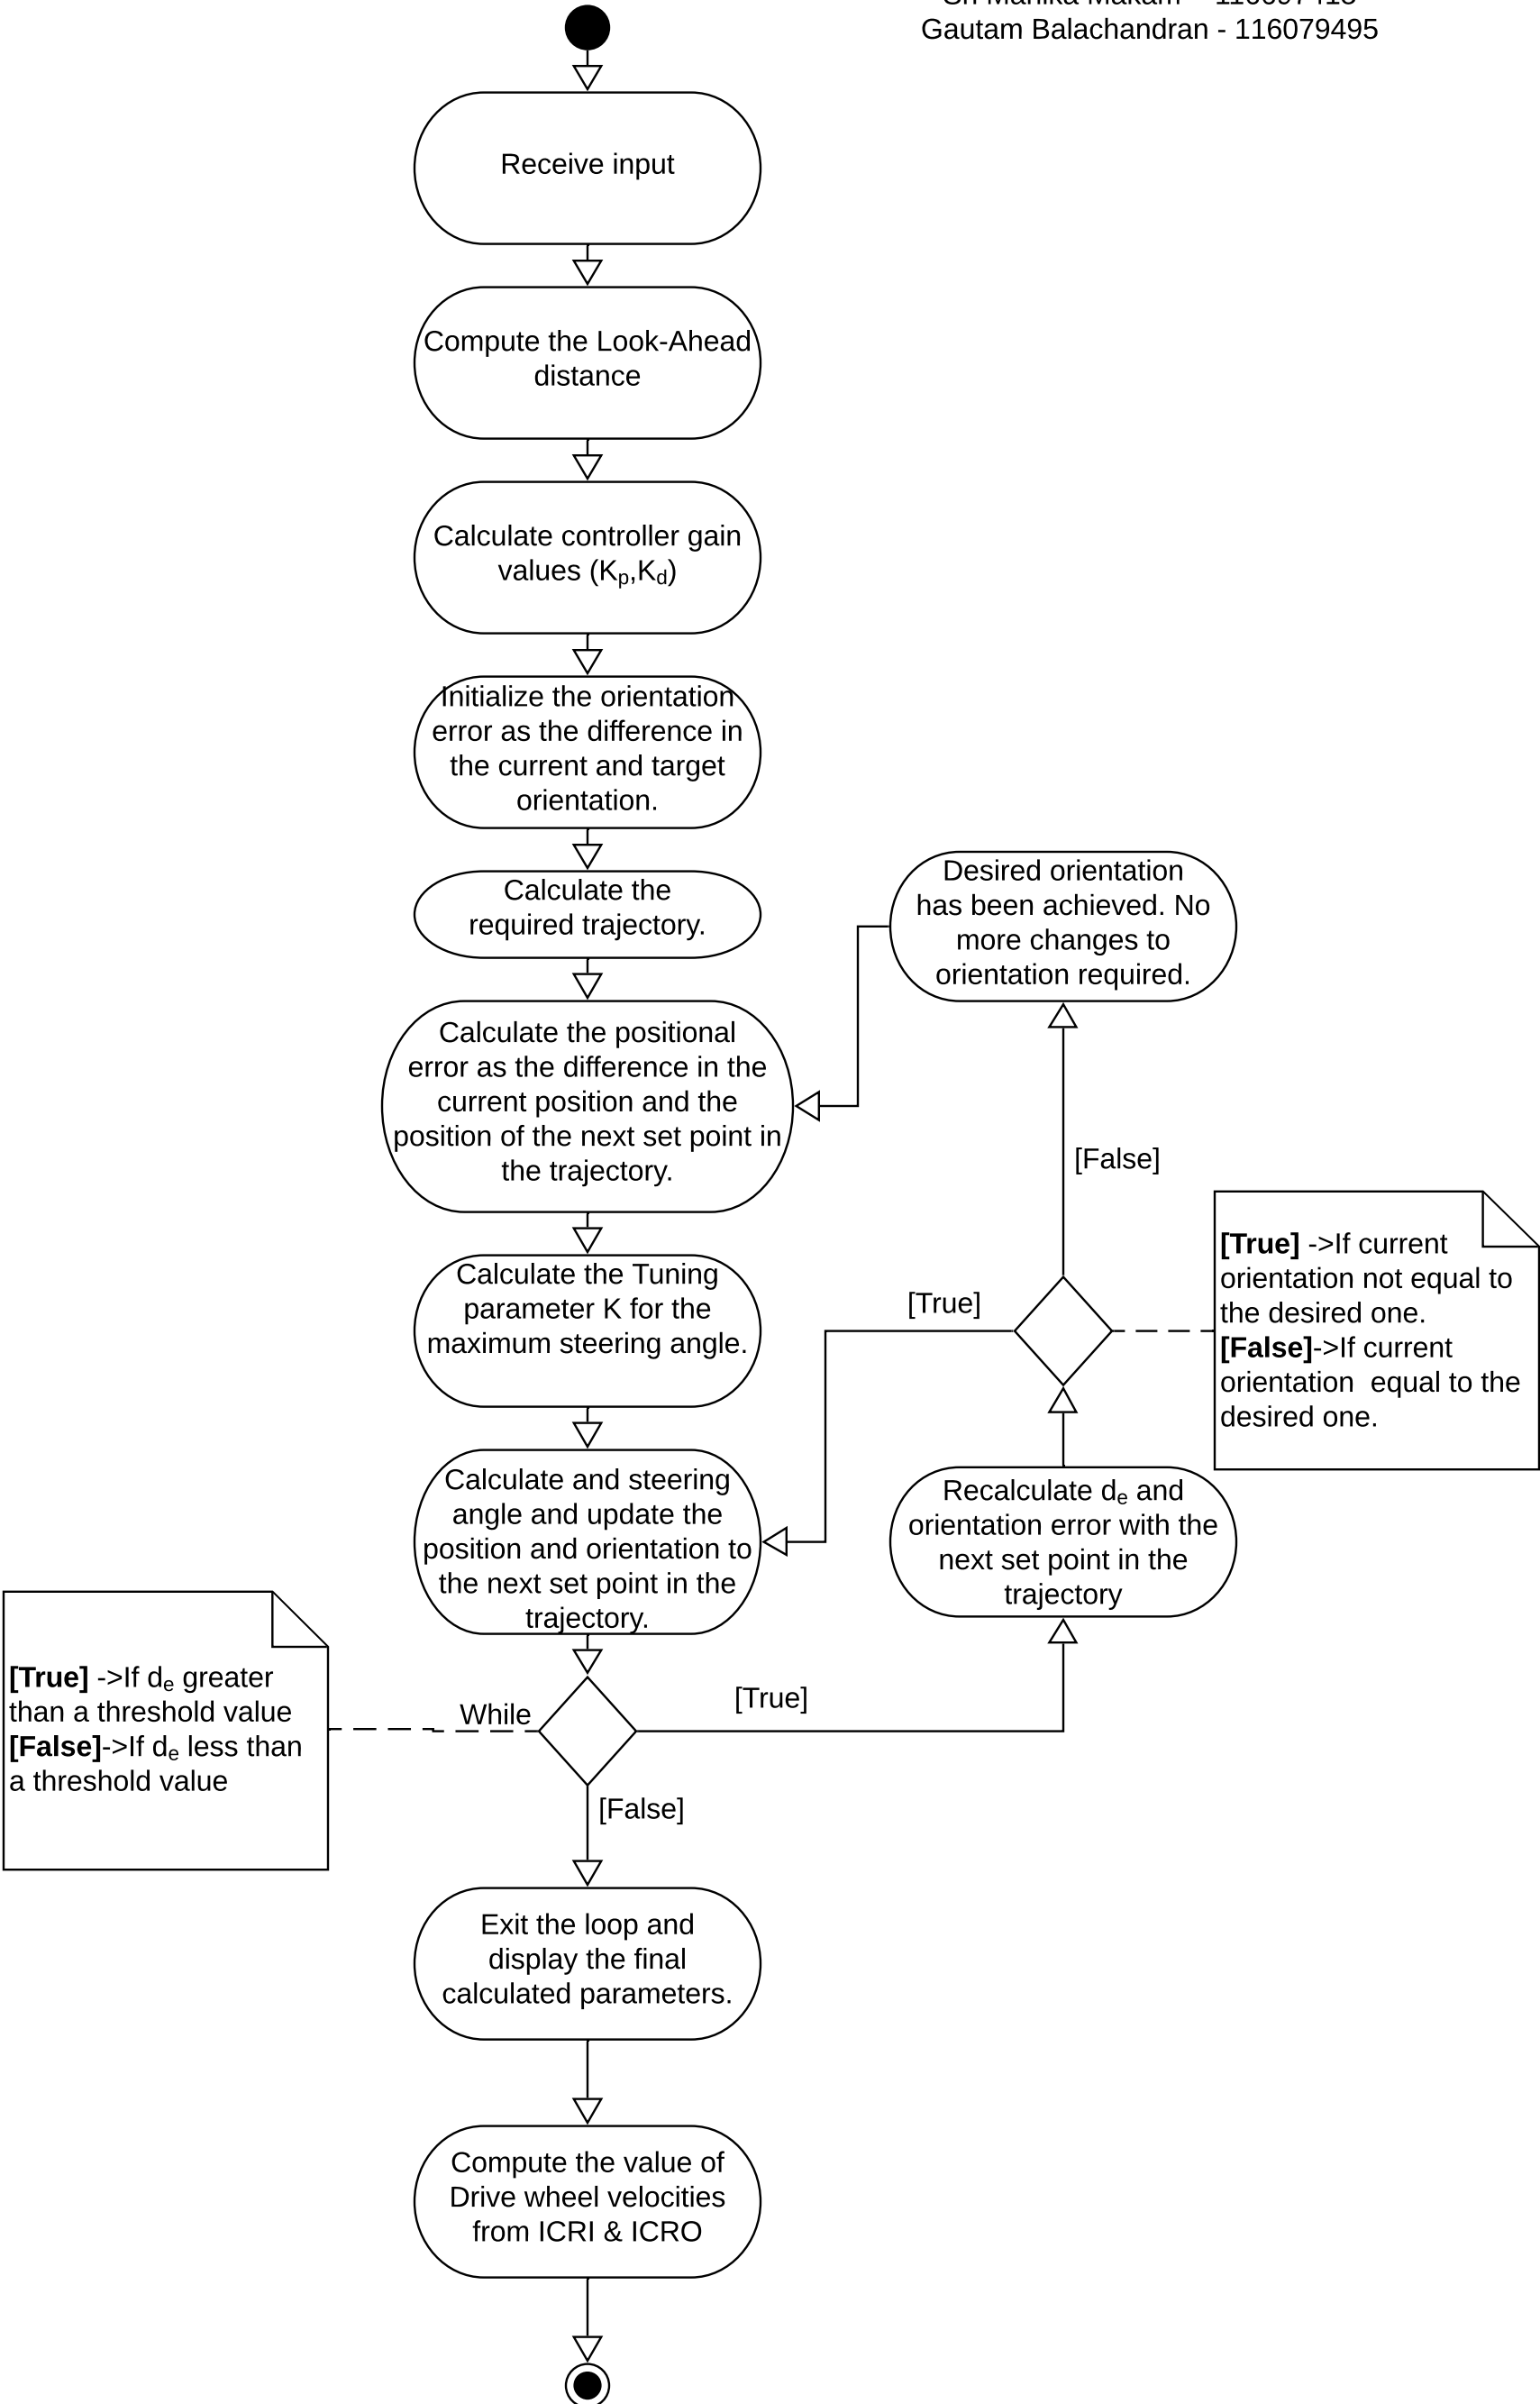 Gautam Balachandran - 116079495
Receive input
Compute the Look-Ahead
distance
Calculate controller gain
values (Kp,Kd)
Initialize the orientation
error as the difference in
the current and target
orientation.
Calculate the
required trajectory.
Desired orientation
has been achieved. No
more changes to
orientation required.
Calculate the positional
error as the difference in the
current position and the
position of the next set point in
the trajectory.
[False]
[True] ->If current
orientation not equal to
the desired one.
[False]->If current
orientation  equal to the
desired one.
Calculate the Tuning
parameter K for the
maximum steering angle.
[True]
Calculate and steering
angle and update the
position and orientation to
the next set point in the
trajectory.
Recalculate de and
orientation error with the
next set point in the
trajectory
[True] ->If de greater
than a threshold value
[False]->If de less than
a threshold value
While
[True]
[False]
Exit the loop and
display the final
calculated parameters.
Compute the value of
Drive wheel velocities
from ICRI & ICRO